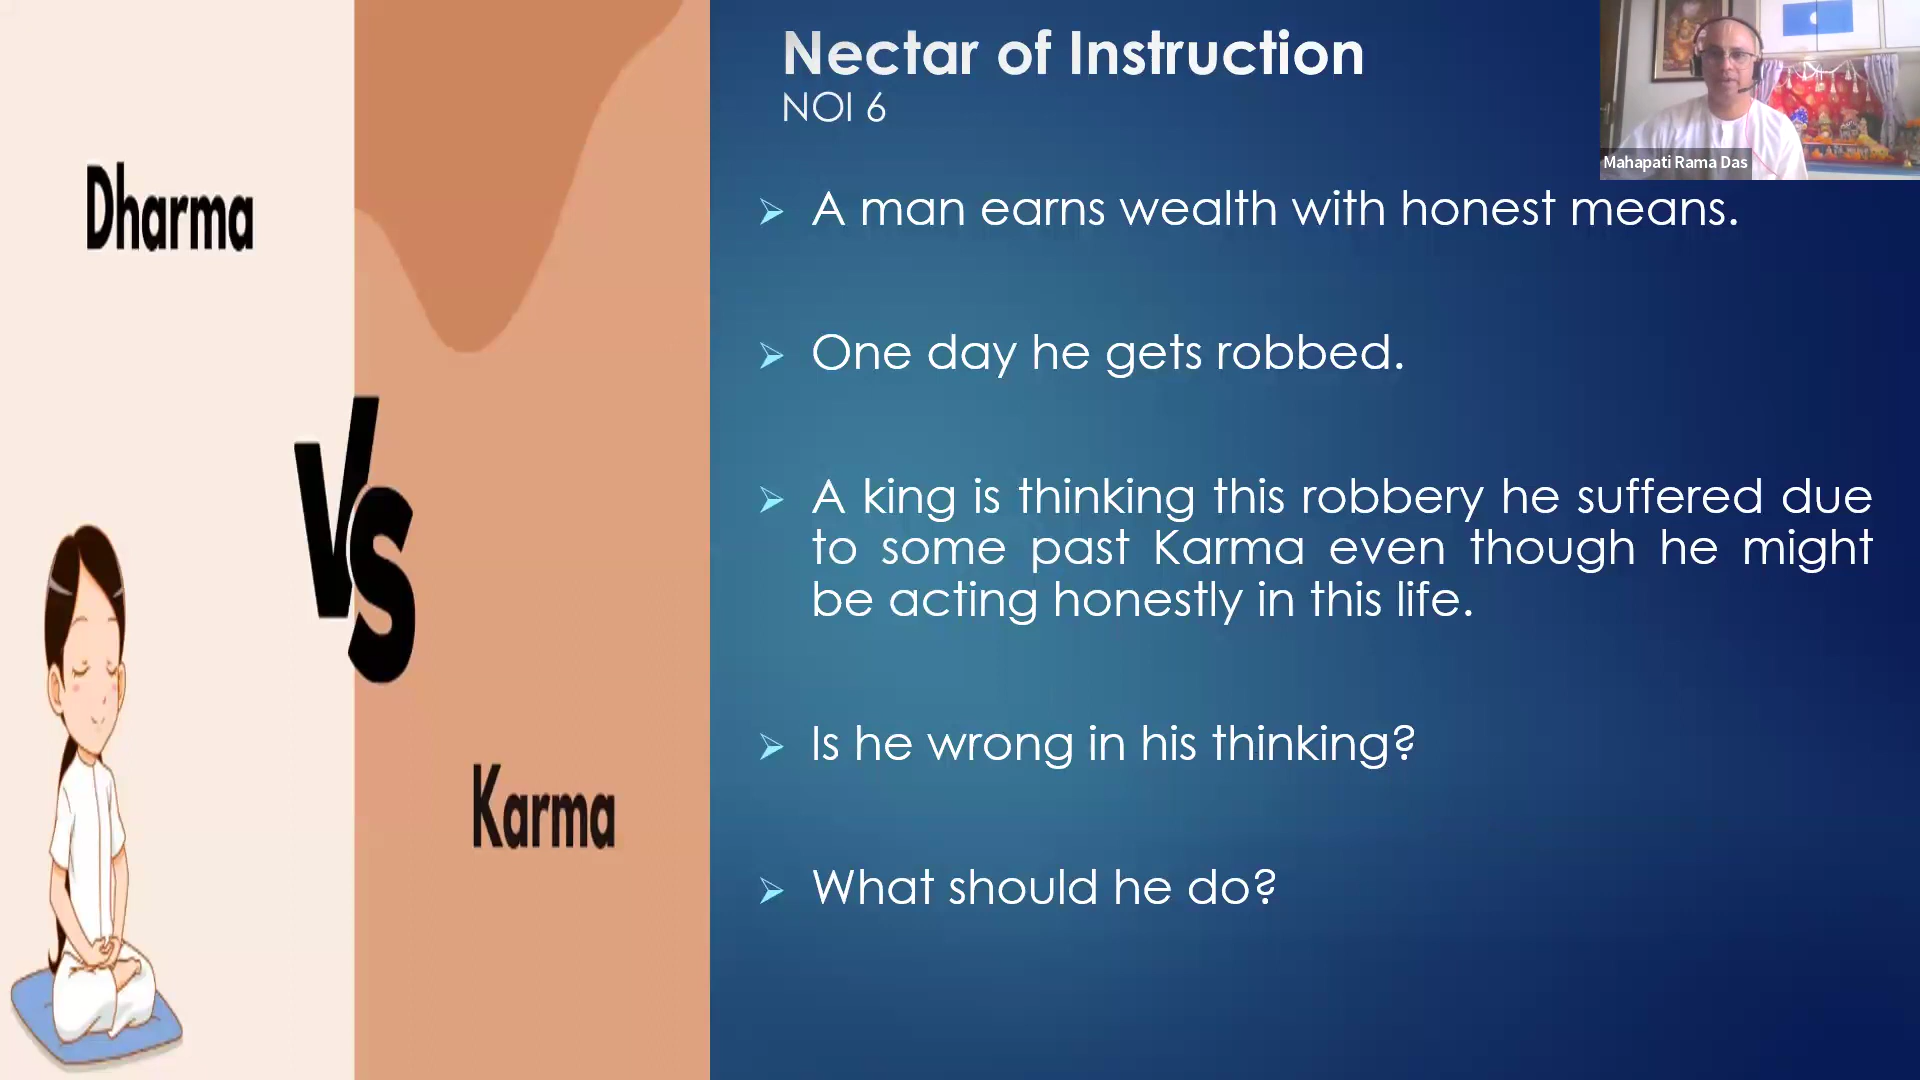 Dharma
Vs
Karma
Nectar of Instruction
NOI 6
Mahapati Rama Das
A man earns wealth with honest means.
One day he gets robbed.
A king is thinking this robbery he suffered due
to some past Karma even though he might
be acting honestly in this life.
Is he wrong in his thinking?
What should he do?